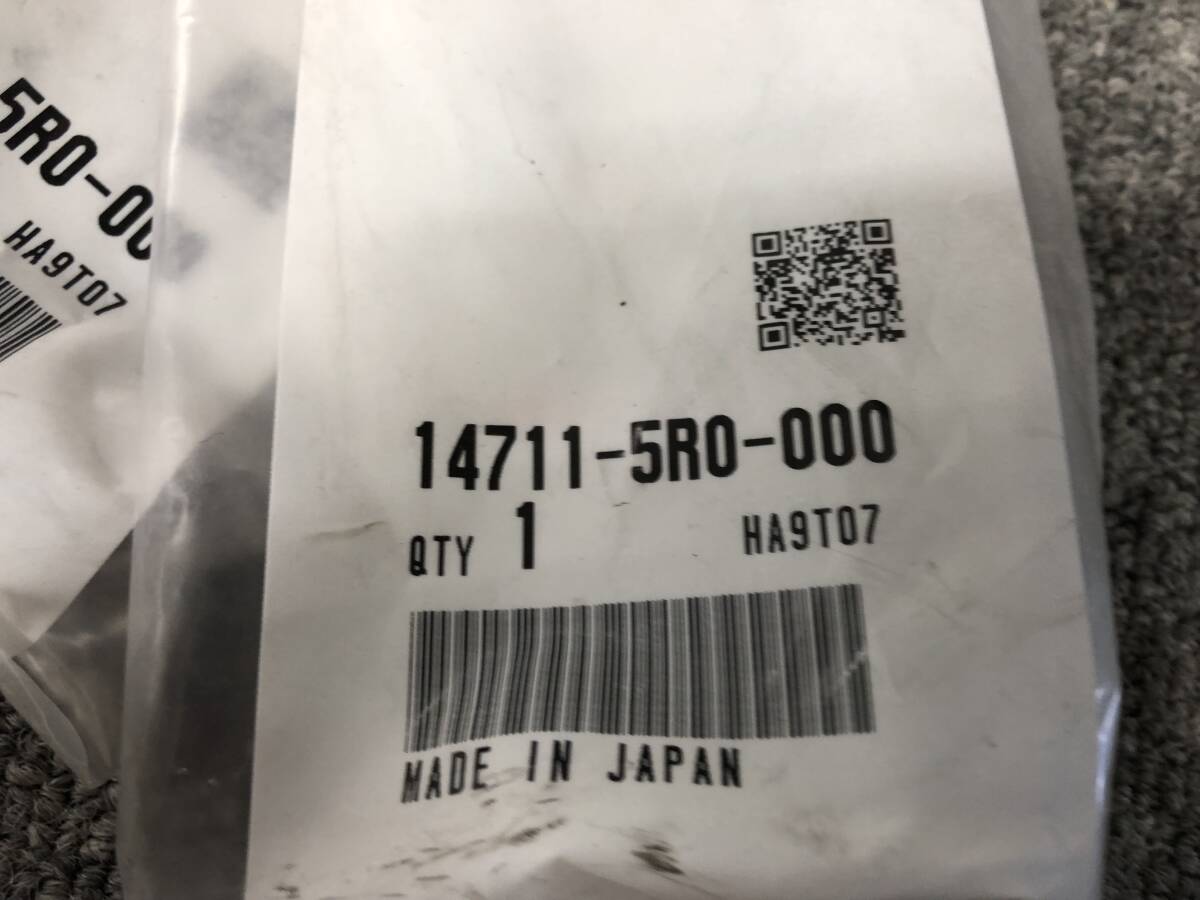 5R0-00
HA9T07
14711-5R0-000
QTY 1 HA9T07
MADE IN JAPAN